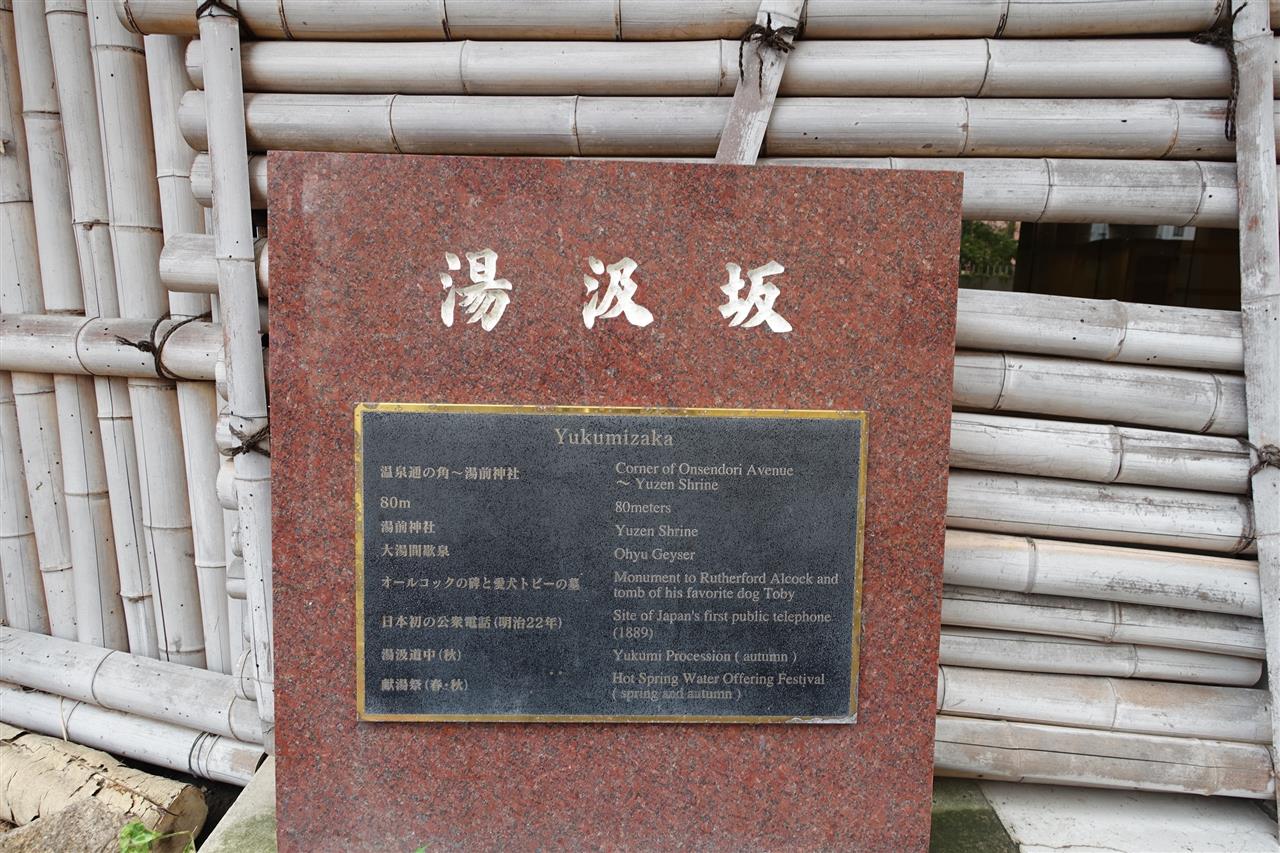 湯汲坂
Yukumizaka
温泉通の角～湯前神社
Corner of Onsendori Avenue
～ Yuzen Shrine
80m
80meters
湯前神社
Yuzen Shrine
大湯間歇泉
Ohyu Geyser
オールコックの碑と愛犬トビーの墓
Monument to Rutherford Alcock and
tomb of his favorite dog Toby
日本初の公衆電話(明治22年)
Site of Japan's first public telephone
(1889)
湯汲道中(秋)
Yukumi Procession ( autumn )
献湯祭(春・秋)
Hot Spring Water Offering Festival
( spring and autumn )